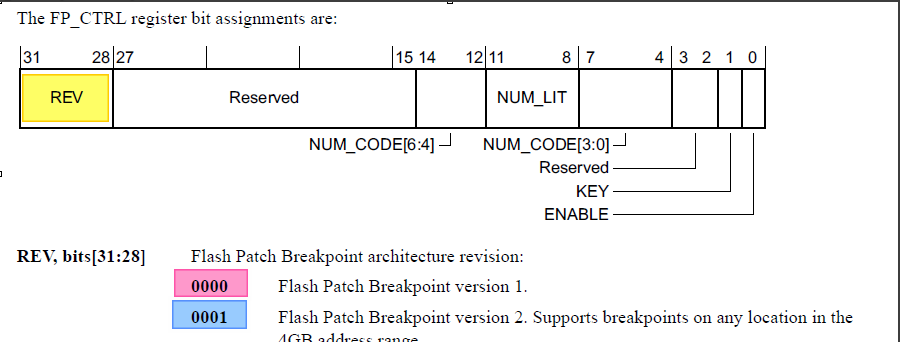 The FP_CTRL register bit assignments are:
31 28 27 15 14 12 11 8 7 4 3 2 1 0
REV Reserved NUM_LIT
NUM_CODE[6:4] NUM_CODE[3:0]
Reserved
KEY
ENABLE
REV, bits[31:28] Flash Patch Breakpoint architecture revision:
0000 Flash Patch Breakpoint version 1.
0001 Flash Patch Breakpoint version 2. Supports breakpoints on any location in the
4GB address range.